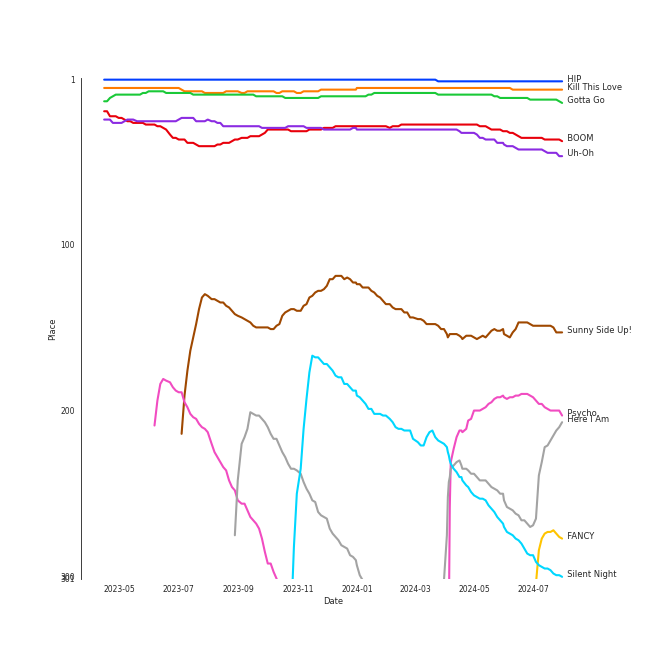 1
HIP
Kill This Love
Gotta Go
BOOM
Uh-Oh
100
Place
Sunny Side Up!
200
Psycho
Here I Am
FANCY
Silent Night
300
301
2023-05 2023-07 2023-09 2023-11 2024-01 2024-03 2024-05 2024-07
Date